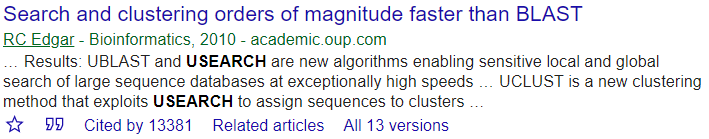 Search and clustering orders of magnitude faster than BLAST
RC Edgar - Bioinformatics, 2010 - academic.oup.com
... Results: UBLAST and USEARCH are new algorithms enabling sensitive local and global
search of large sequence databases at exceptionally high speeds ... UCLUST is a new clustering
method that exploits USEARCH to assign sequences to clusters ...
Cited by 13381 Related articles All 13 versions